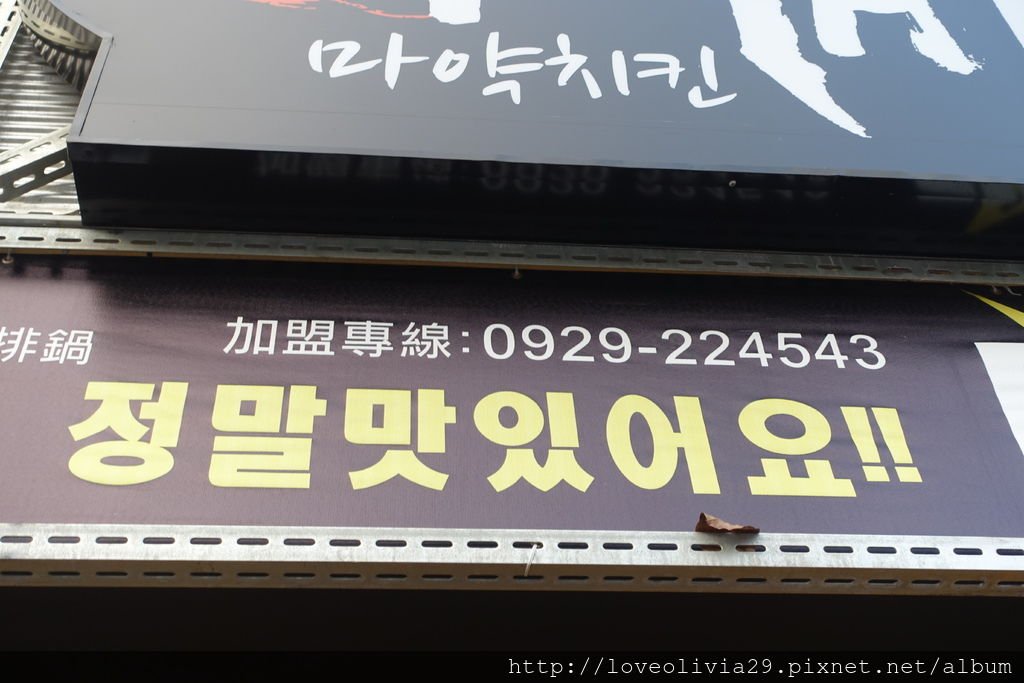 마약치킨
排鍋 加盟專線:0929-224543
정말맛있어요!!
http://loveolivia29.pixnet.net/album